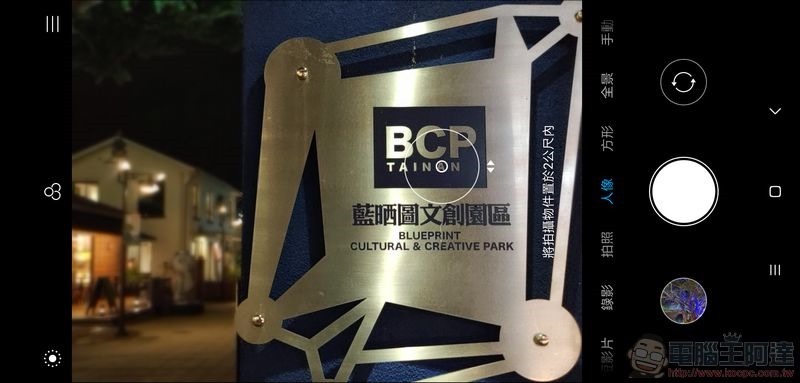 BCP
TAINAN
藍晒圖文創園區
BLUEPRINT
CULTURAL & CREATIVE PARK
將拍攝物件置於2公尺內
手動
全景
方形
人像
拍照
錄影
短影片
電腦王阿達
http://www.kocpc.com.tw